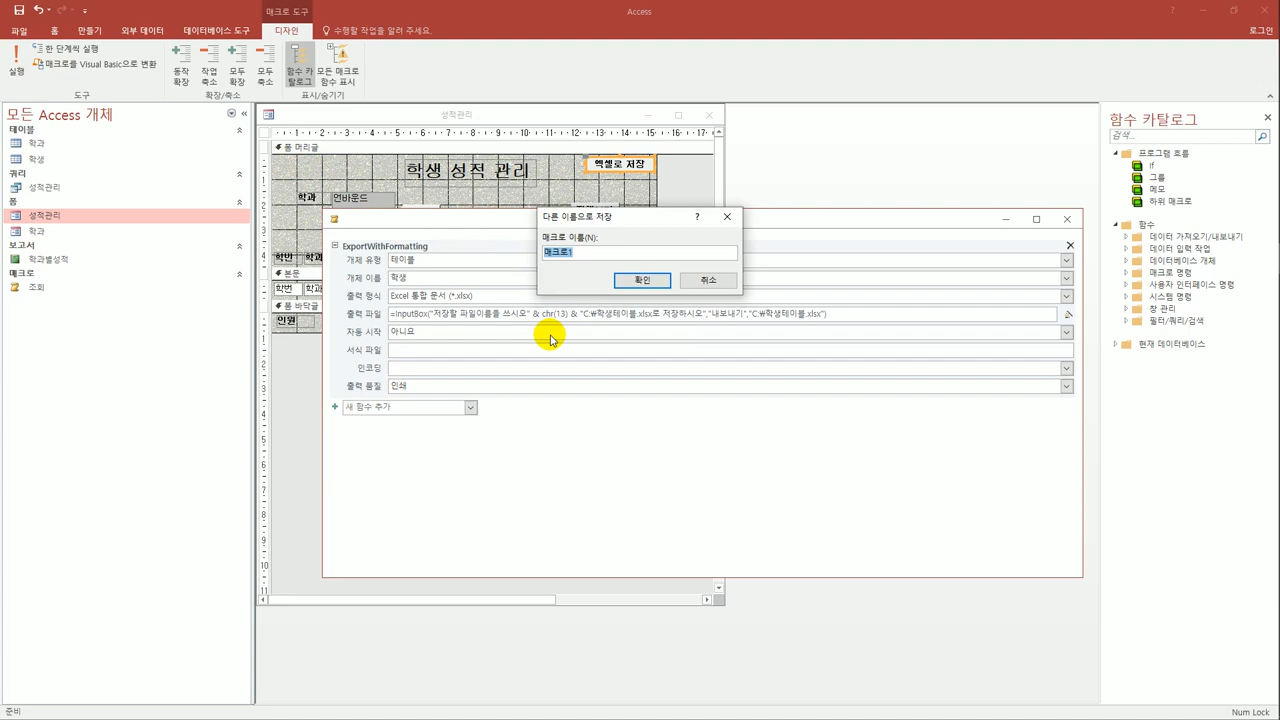 매크로 도구
Access
파일
홈
만들기
외부 데이터
데이터베이스 도구
디자인
수행할 작업을 알려 주세요.
로그인
실행
한 단계씩 실행
매크로를 Visual Basic으로 변환
동작 확장
작업 축소
모두 확장
모두 축소
함수 카탈로그
모든 매크로 함수 표시
도구
확장/축소
표시/숨기기
모든 Access 개체
테이블
학과
학생
쿼리
성적관리
폼
성적관리
학과
보고서
학과별성적
매크로
조회
성적관리
폼 머리글
학생 성적 관리
엑셀로 저장
학과
언바운드
학번
학과
본문
학번
학과
폼 바닥글
인원
다른 이름으로 저장
매크로 이름(N):
매크로1
확인
취소
ExportWithFormatting
개체 유형 테이블
개체 이름 학생
출력 형식 Excel 통합 문서 (*.xlsx)
출력 파일 =InputBox("저장할 파일이름를 쓰시오" & chr(13) & "C:₩학생테이블.xlsx로 저장하시오","내보내기","C:₩학생테이블.xlsx")
자동 시작 아니요
서식 파일
인코딩
출력 품질 인쇄
새 함수 추가
함수 카탈로그
검색...
프로그램 흐름
If
그룹
메모
하위 매크로
함수
데이터 가져오기/내보내기
데이터 입력 작업
데이터베이스 개체
매크로 명령
사용자 인터페이스 명령
시스템 명령
창 관리
필터/쿼리/검색
현재 데이터베이스
준비
Num Lock